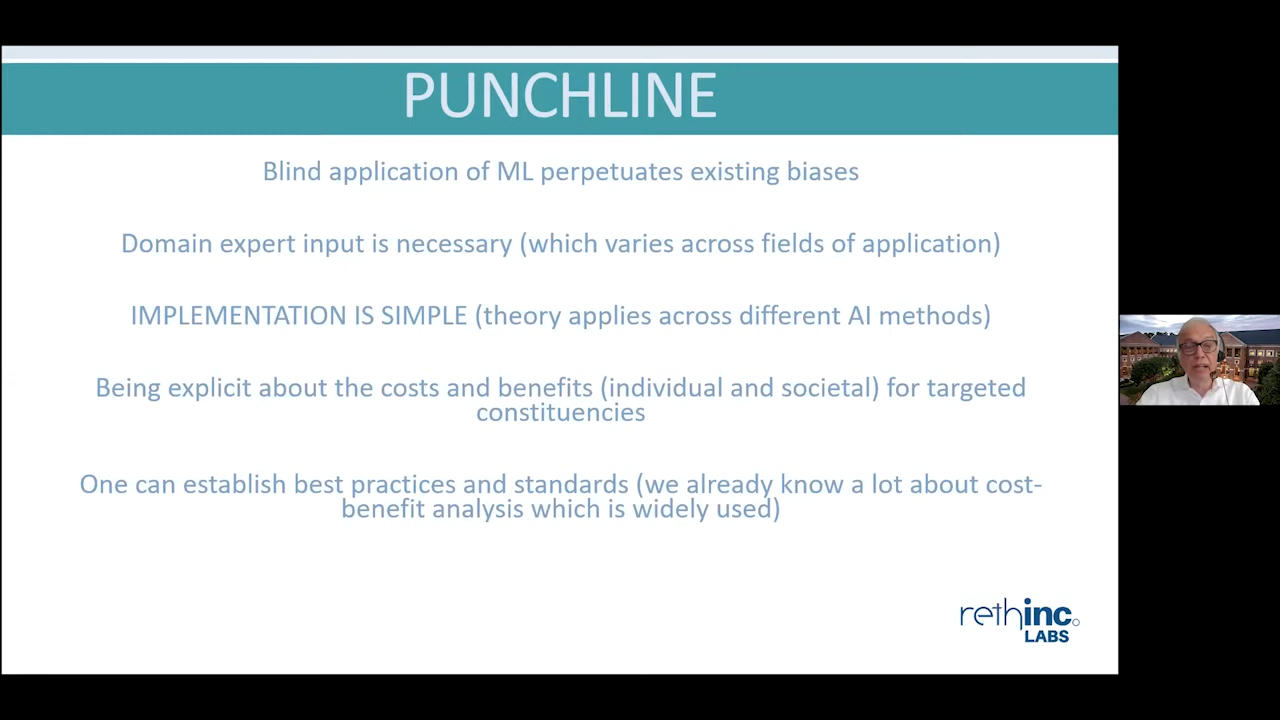 PUNCHLINE
Blind application of ML perpetuates existing biases
Domain expert input is necessary (which varies across fields of application)
IMPLEMENTATION IS SIMPLE (theory applies across different AI methods)
Being explicit about the costs and benefits (individual and societal) for targeted
constituencies
One can establish best practices and standards (we already know a lot about cost-
benefit analysis which is widely used)
rethinc.
LABS